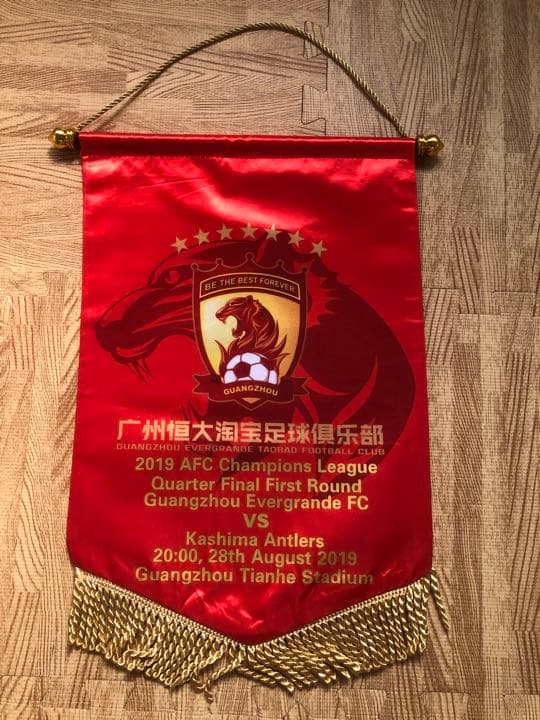 BE THE BEST FOREVER
GUANGZHOU
广州恒大淘宝足球俱乐部
GUANGZHOU EVERGRANDE TAOBAO FOOTBALL CLUB
2019 AFC Champions League
Quarter Final First Round
Guangzhou Evergrande FC
VS
Kashima Antlers
20:00, 28th August 2019
Guangzhou Tianhe Stadium